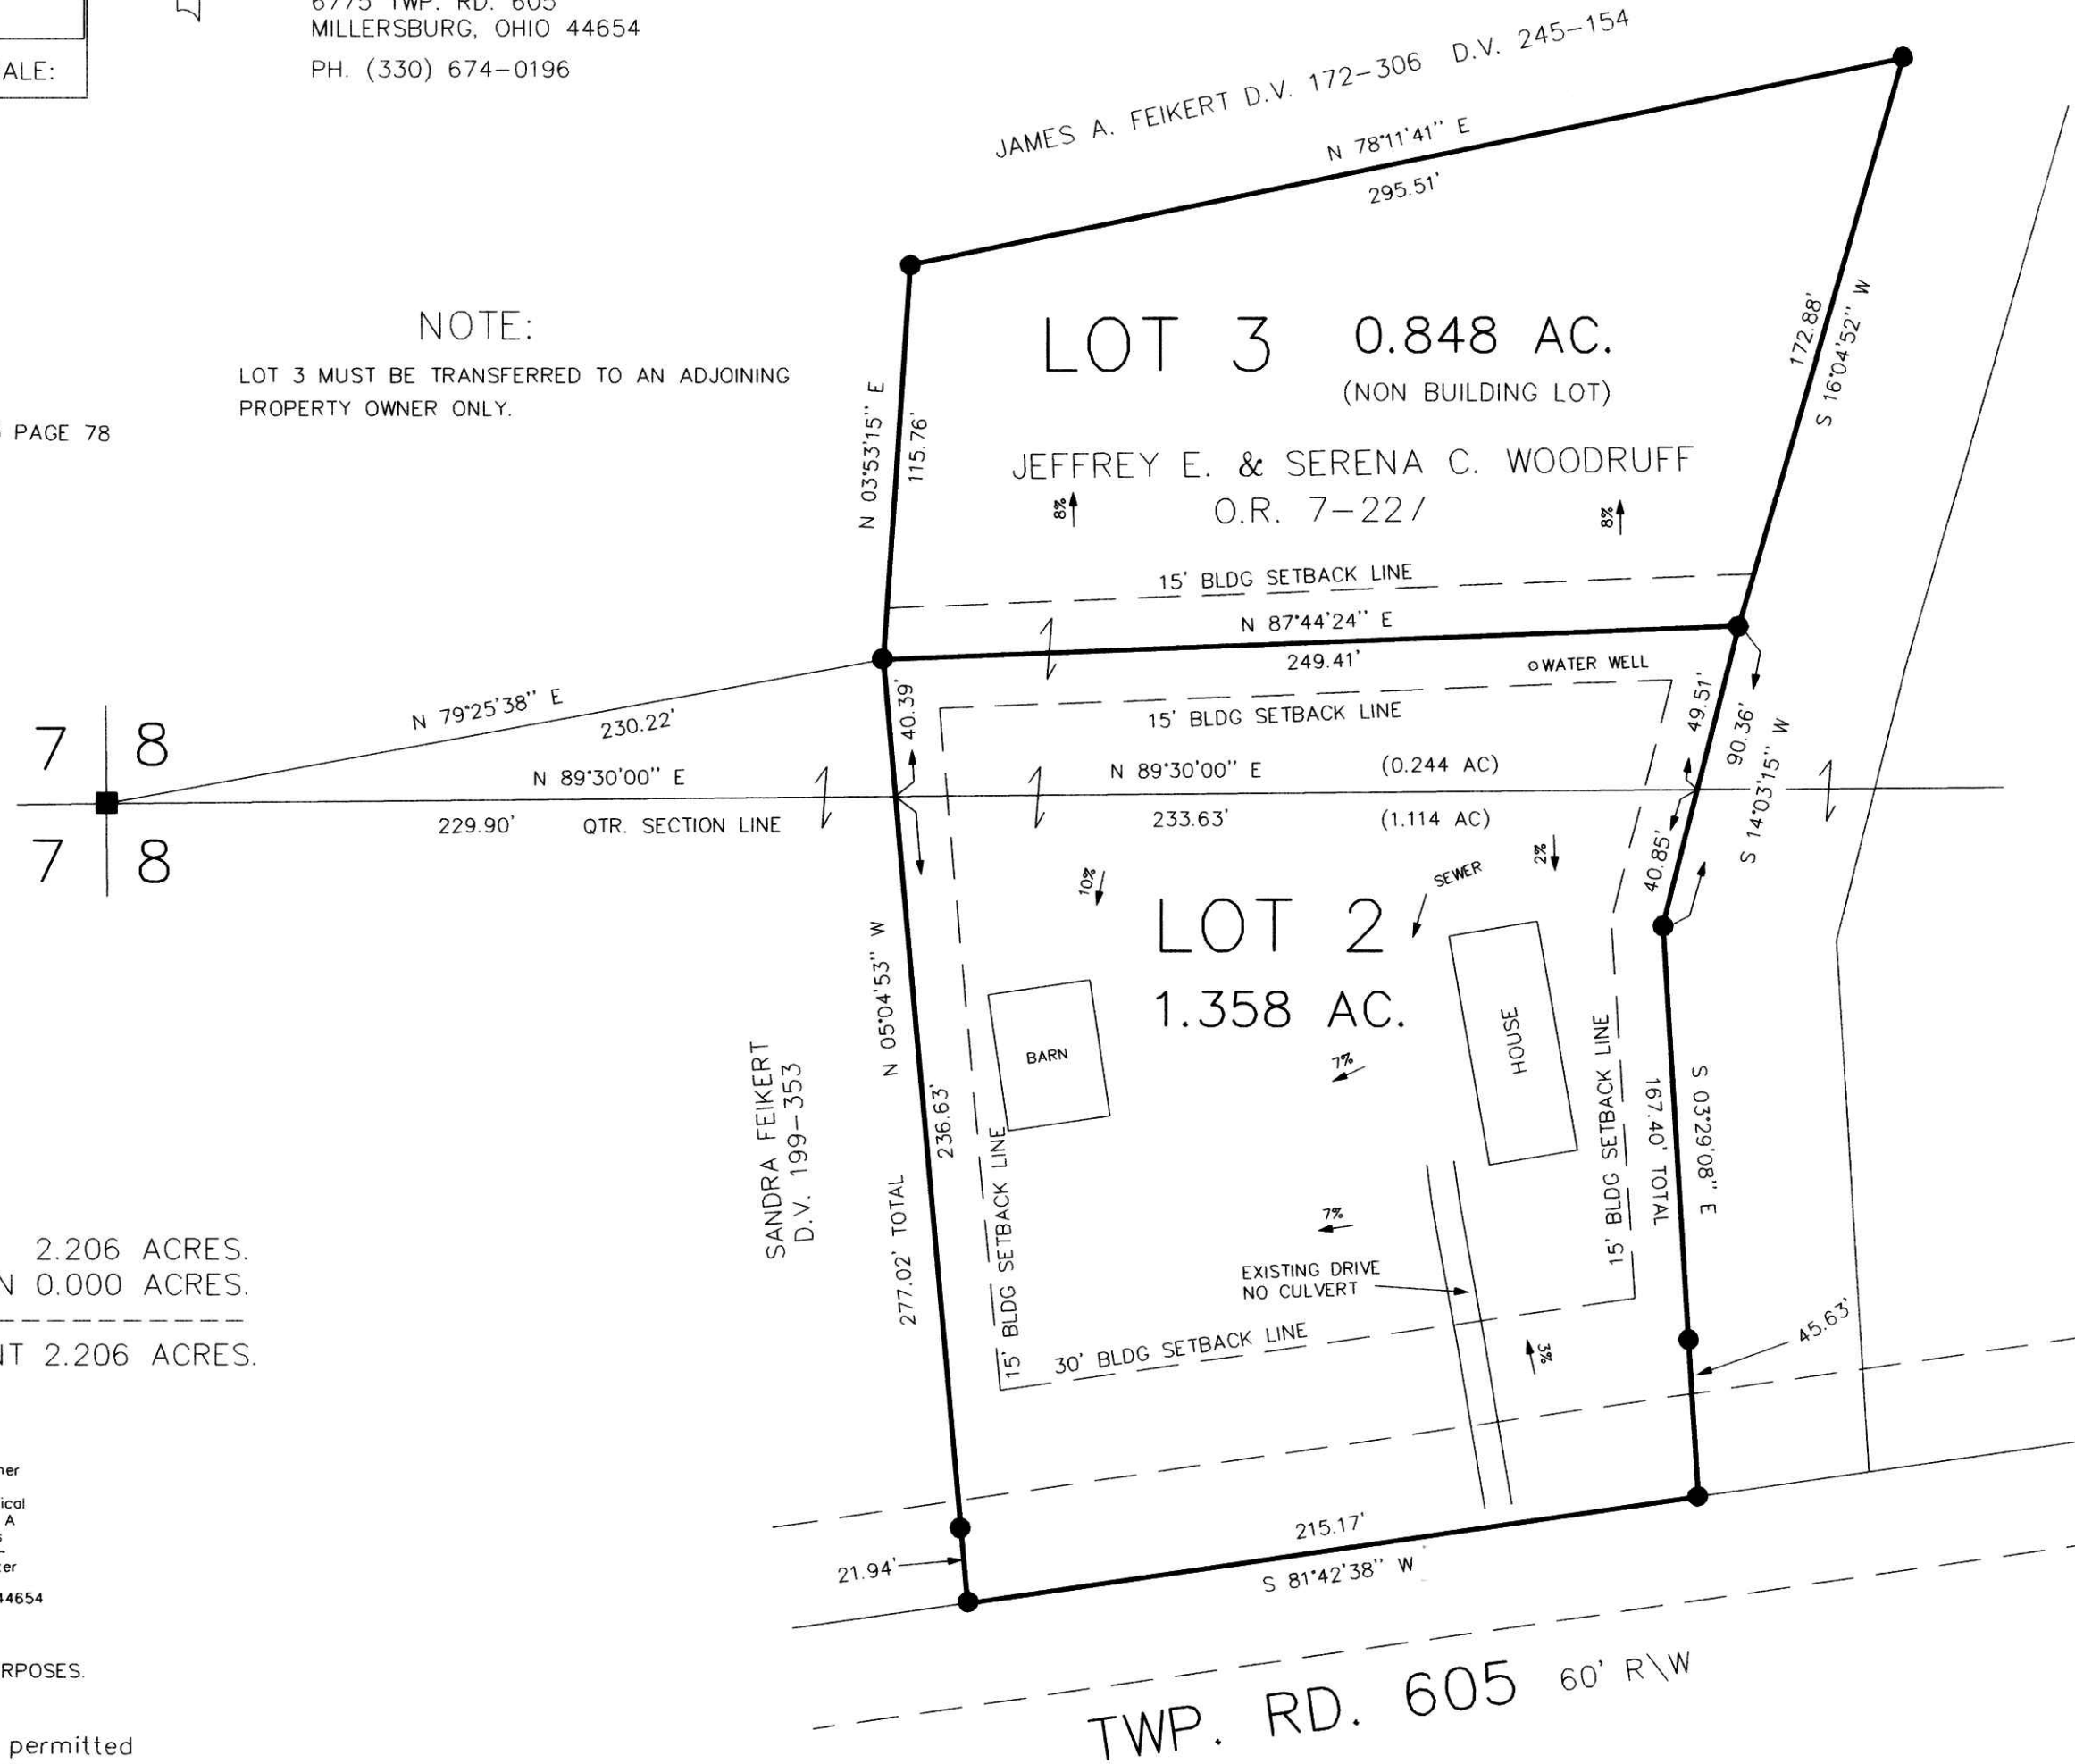 6775 TWP. RD. 605
MILLERSBURG, OHIO 44654
ALE:
PH. (330) 674-0196
JAMES A. FEIKERT D.V. 172-306 D.V. 245-154
N 78°11'41'' E
295.51'
NOTE:
LOT 3 MUST BE TRANSFERRED TO AN ADJOINING
PROPERTY OWNER ONLY.
PAGE 78
LOT 3 0.848 AC.
(NON BUILDING LOT)
172.88'
S 16°04'52'' W
N 03°53'15'' E
115.76'
JEFFREY E. & SERENA C. WOODRUFF
O.R. 7-22/
8%
8%
15' BLDG SETBACK LINE
N 87°44'24'' E
249.41'
WATER WELL
N 79°25'38'' E
230.22'
40.39'
15' BLDG SETBACK LINE
49.51'
90.36'
S 14°03'15'' W
7 8
N 89°30'00'' E
N 89°30'00'' E (0.244 AC)
229.90' QTR. SECTION LINE
233.63' (1.114 AC)
7 8
40.85'
2%
10%
SEWER
LOT 2
1.358 AC.
N 05°04'53'' W
BARN
HOUSE
7%
15' BLDG SETBACK LINE
167.40' TOTAL
S 03°29'08'' E
SANDRA FEIKERT
D.V. 199-353
236.63'
277.02' TOTAL
15' BLDG SETBACK LINE
7%
2.206 ACRES.
N 0.000 ACRES.
NT 2.206 ACRES.
EXISTING DRIVE
NO CULVERT
30' BLDG SETBACK LINE
3%
45.63'
ner
ical
A
s
ter
44654
215.17'
21.94'
S 81°42'38'' W
RPOSES.
TWP. RD. 605 60' R\W
permitted